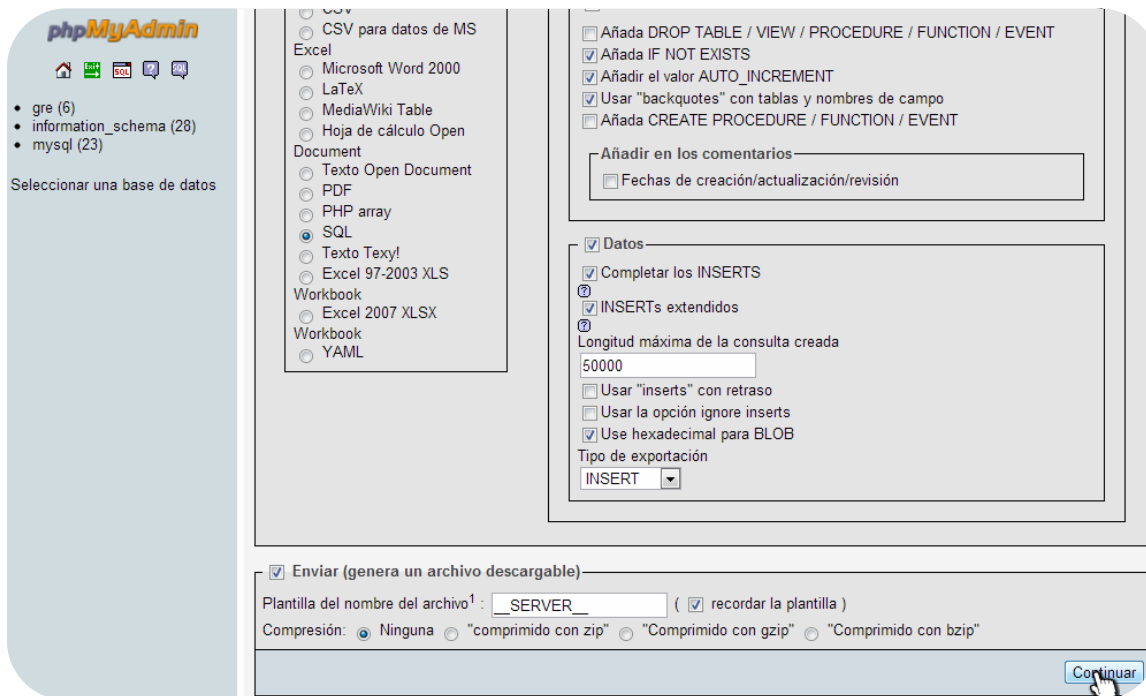 phpMyAdmin
Exit
SQL
SQL
gre (6)
information_schema (28)
mysql (23)
Seleccionar una base de datos
CSV
CSV para datos de MS
Excel
Microsoft Word 2000
LaTeX
MediaWiki Table
Hoja de cálculo Open
Document
Texto Open Document
PDF
PHP array
SQL
Texto Texy!
Excel 97-2003 XLS
Workbook
Excel 2007 XLSX
Workbook
YAML
Añada DROP TABLE / VIEW / PROCEDURE / FUNCTION / EVENT
Añada IF NOT EXISTS
Añadir el valor AUTO_INCREMENT
Usar "backquotes" con tablas y nombres de campo
Añada CREATE PROCEDURE / FUNCTION / EVENT
Añadir en los comentarios
Fechas de creación/actualización/revisión
Datos
Completar los INSERTS
?
INSERTs extendidos
?
Longitud máxima de la consulta creada
50000
Usar "inserts" con retraso
Usar la opción ignore inserts
Use hexadecimal para BLOB
Tipo de exportación
INSERT
Enviar (genera un archivo descargable)
Plantilla del nombre del archivo1 : __SERVER__ ( recordar la plantilla )
Compresión: Ninguna "comprimido con zip" "Comprimido con gzip" "Comprimido con bzip"
Continuar